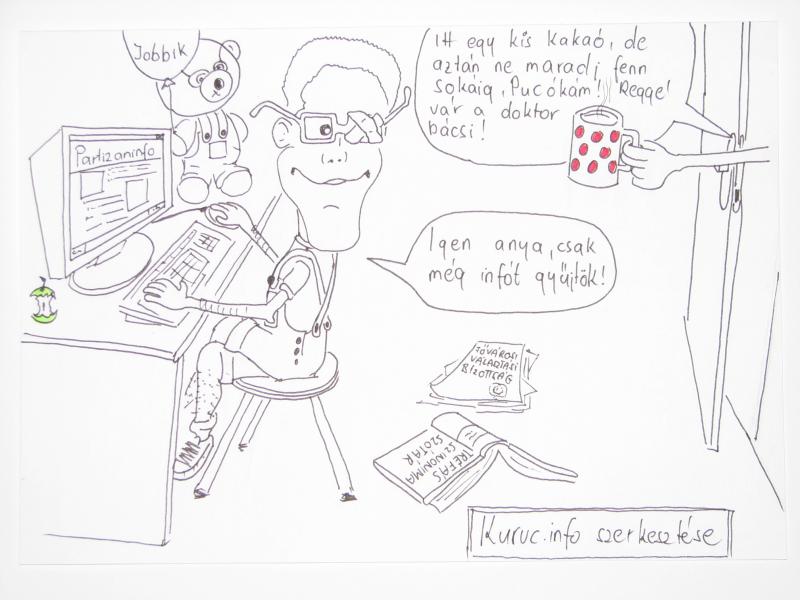 Jobbik
Itt egy kis kakaó, de
aztán ne maradj fenn
sokáig, Pucókám! Reggel
vár a doktor
bácsi!
Partizaninfo
Igen anya, csak
még infót gyűjtök!
FŐVÁROSI
VÁLASZTÁSI
BIZOTTSÁG
TRÉFÁS
SZINONIMA
SZÓTÁR
Kuruc.info szerkesztése